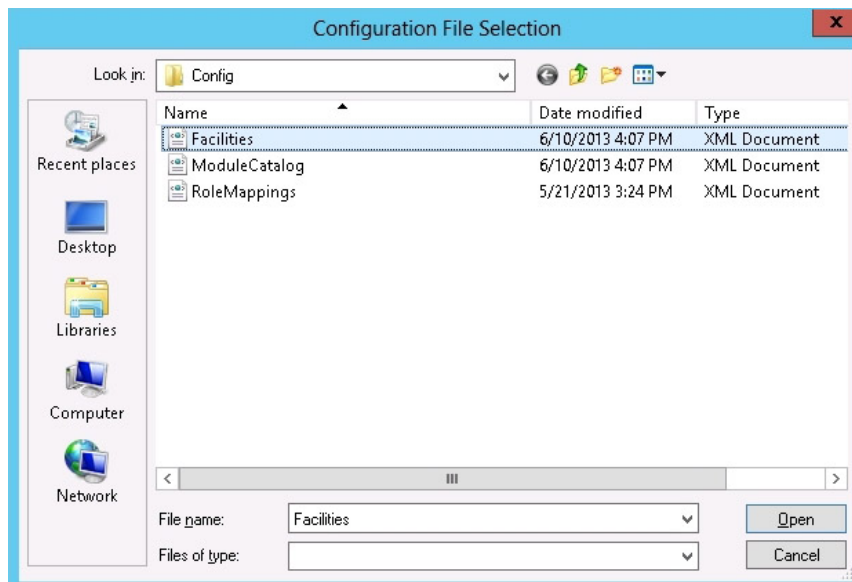 Configuration File Selection
x
Look in: Config
Name Date modified Type
Facilities 6/10/2013 4:07 PM XML Document
ModuleCatalog 6/10/2013 4:07 PM XML Document
RoleMappings 5/21/2013 3:24 PM XML Document
Recent places
Desktop
Libraries
Computer
Network
File name: Facilities Open
Files of type: Cancel